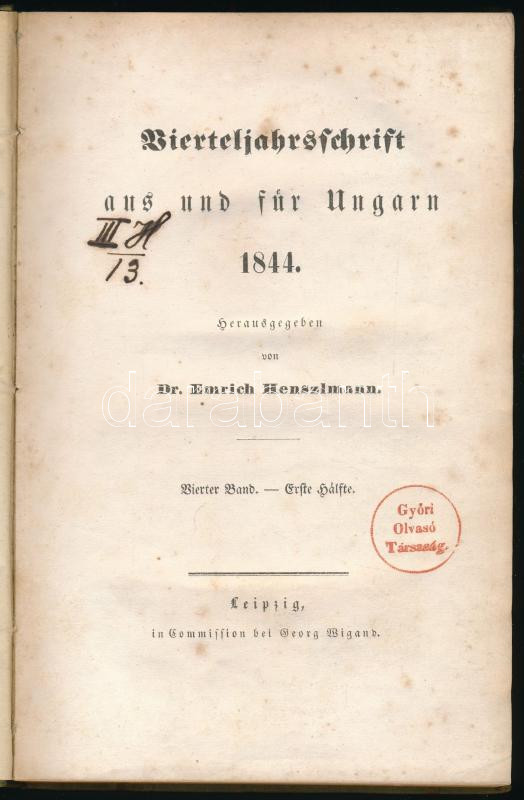 Vierteljahrsschrift
aus und für Ungarn
1844.
III H
13.
Herausgegeben
von
Dr. Emrich Henszlmann.
darabanth
Vierter Band. — Erste Hälfte.
Győri
Olvasó
Társaság.
Leipzig,
in Commission bei Georg Wigand.